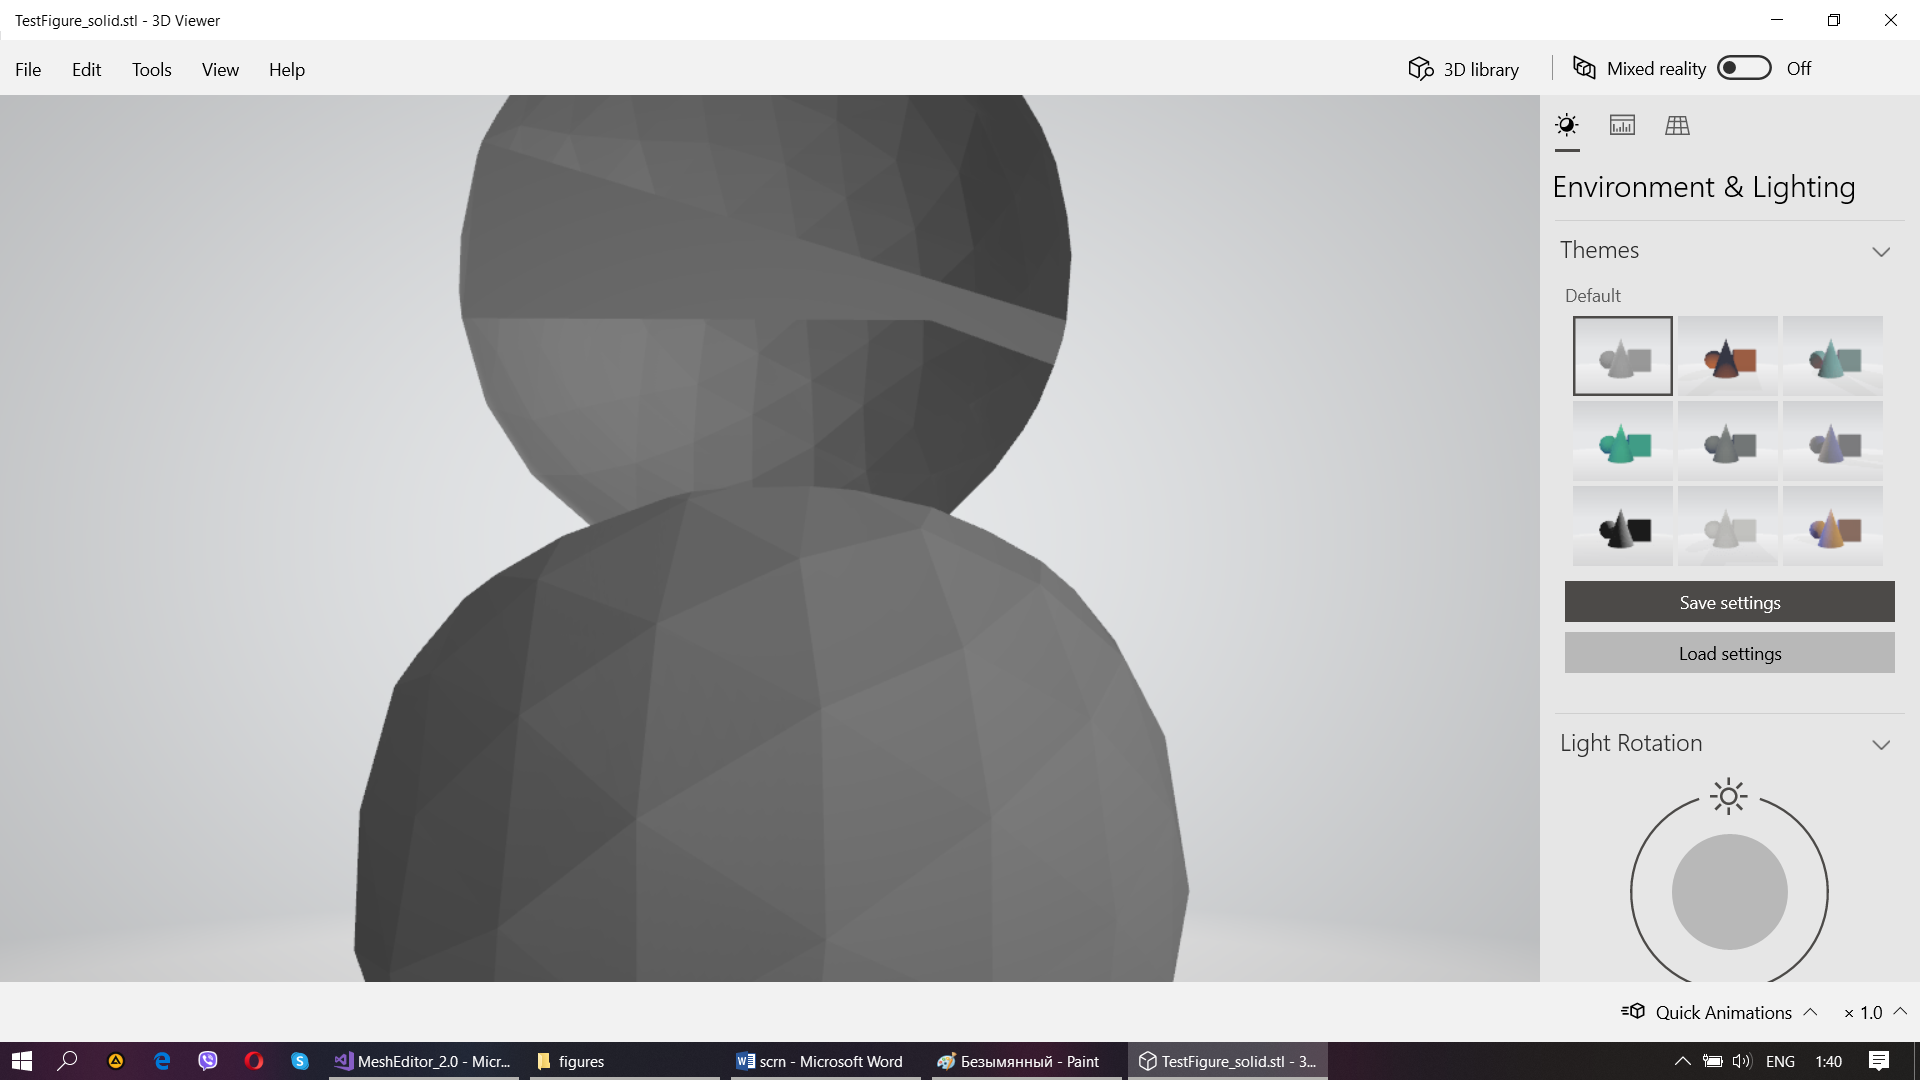 TestFigure_solid.stl - 3D Viewer
File Edit Tools View Help
3D library
Mixed reality Off
Environment & Lighting
Themes
Default
Save settings
Load settings
Light Rotation
Quick Animations × 1.0
MeshEditor_2.0 - Micr... figures scrn - Microsoft Word Безымянный - Paint TestFigure_solid.stl - 3... ENG 1:40